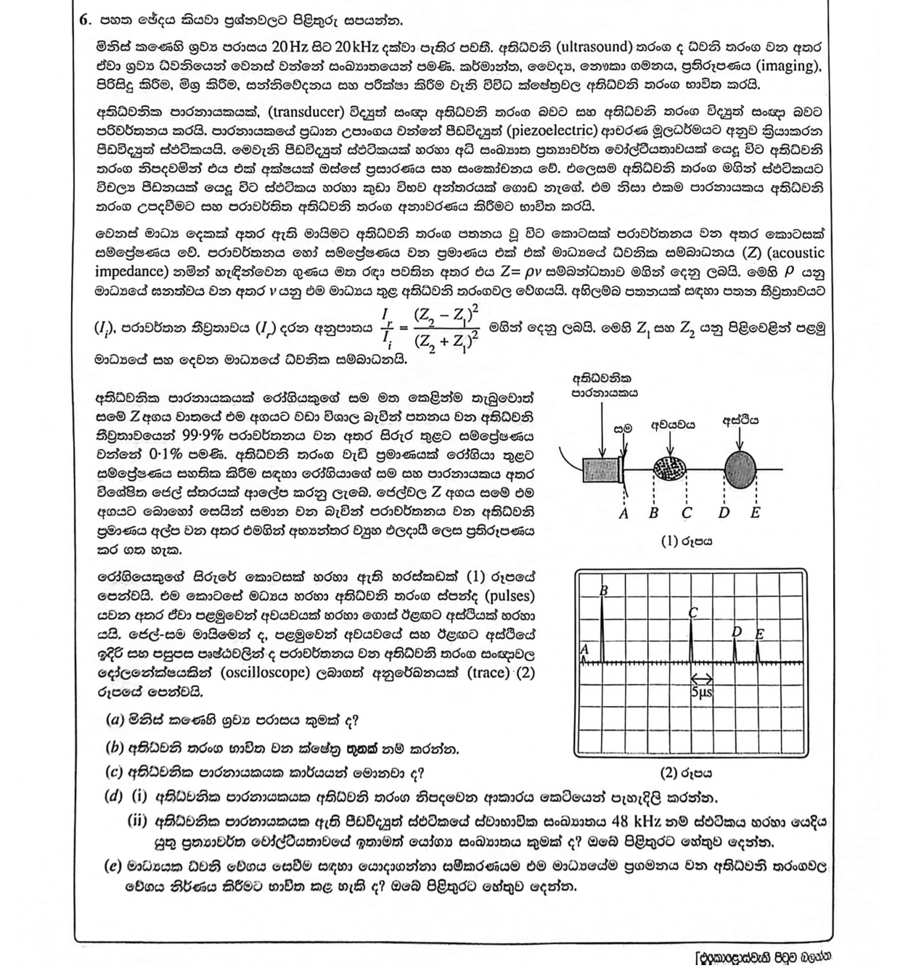 6. පහත ඡේදය කියවා ප්‍රශ්නවලට පිළිතුරු සපයන්න.
මිනිස් කණෙහි ශ්‍රව්‍ය පරාසය 20 Hz සිට 20 kHz දක්වා පැතිර පවතී. අතිධ්වනි (ultrasound) තරංග ද ධ්වනි තරංග වන අතර
ඒවා ශ්‍රව්‍ය ධ්වනියෙන් වෙනස් වන්නේ සංඛ්‍යාතයෙන් පමණි. කර්මාන්ත, වෛද්‍ය, නෞකා ගමනය, ප්‍රතිරූපණය (imaging),
පිරිසිදු කිරීම, මිශ්‍ර කිරීම, සන්නිවේදනය සහ පරීක්ෂා කිරීම වැනි විවිධ ක්ෂේත්‍රවල අතිධ්වනි තරංග භාවිත කරයි.
අතිධ්වනික පාරනායකයක්, (transducer) විද්‍යුත් සංඥා අතිධ්වනි තරංග බවට සහ අතිධ්වනි තරංග විද්‍යුත් සංඥා බවට
පරිවර්තනය කරයි. පාරනායකයේ ප්‍රධාන උපාංගය වන්නේ පීඩවිද්‍යුත් (piezoelectric) ආචරණ මූලධර්මයට අනුව ක්‍රියාකරන
පීඩවිද්‍යුත් ස්ඵටිකයයි. මෙවැනි පීඩවිද්‍යුත් ස්ඵටිකයක් හරහා අධි සංඛ්‍යාත ප්‍රත්‍යාවර්ත වෝල්ටීයතාවයක් යෙදූ විට අතිධ්වනි
තරංග නිපදවමින් එය එක් අක්ෂයක් ඔස්සේ ප්‍රසාරණය සහ සංකෝචනය වේ. එලෙසම අතිධ්වනි තරංග මගින් ස්ඵටිකයට
විචල්‍ය පීඩනයක් යෙදූ විට ස්ඵටිකය හරහා කුඩා විභව අන්තරයක් ගොඩ නැගේ. එම නිසා එකම පාරනායකය අතිධ්වනි
තරංග උපදවීමට සහ පරාවර්තිත අතිධ්වනි තරංග අනාවරණය කිරීමට භාවිත කරයි.
වෙනස් මාධ්‍ය දෙකක් අතර ඇති මායිමට අතිධ්වනි තරංග පතනය වූ විට කොටසක් පරාවර්තනය වන අතර කොටසක්
සම්ප්‍රේෂණය වේ. පරාවර්තනය හෝ සම්ප්‍රේෂණය වන ප්‍රමාණය එක් එක් මාධ්‍යයේ ධ්වනික සම්බාධනය (Z) (acoustic
impedance) නමින් හැඳින්වෙන ගුණය මත රඳා පවතින අතර එය Z = ρv සම්බන්ධතාව මගින් දෙනු ලබයි. මෙහි ρ යනු
මාධ්‍යයේ ඝනත්වය වන අතර v යනු එම මාධ්‍යය තුළ අතිධ්වනි තරංගවල වේගයයි. අභිලම්බ පතනයක් සඳහා පතන තීව්‍රතාවයට
(I_i), පරාවර්තන තීව්‍රතාවය (I_r) දරන අනුපාතය I_r/I_i = (Z_2 − Z_1)²/(Z_2 + Z_1)² මගින් දෙනු ලබයි. මෙහි Z_1 සහ Z_2 යනු පිළිවෙළින් පළමු
මාධ්‍යයේ සහ දෙවන මාධ්‍යයේ ධ්වනික සම්බාධනයි.
අතිධ්වනික පාරනායකයක් රෝගියකුගේ සම මත කෙළින්ම තැබුවොත්
සමේ Z අගය වාතයේ එම අගයට වඩා විශාල බැවින් පතනය වන අතිධ්වනි
තීව්‍රතාවයෙන් 99·9% පරාවර්තනය වන අතර සිරුර තුළට සම්ප්‍රේෂණය
වන්නේ 0·1% පමණි. අතිධ්වනි තරංග වැඩි ප්‍රමාණයක් රෝගියා තුළට
සම්ප්‍රේෂණය සහතික කිරීම සඳහා රෝගියාගේ සම සහ පාරනායකය අතර
විශේෂිත ජෙල් ස්තරයක් ආලේප කරනු ලැබේ. ජෙල්වල Z අගය සමේ එම
අගයට බොහෝ සෙයින් සමාන වන බැවින් පරාවර්තනය වන අතිධ්වනි
ප්‍රමාණය අල්ප වන අතර එමගින් අභ්‍යන්තර ව්‍යුහ ඵලදායී ලෙස ප්‍රතිරූපණය
කර ගත හැක.
අතිධ්වනික
පාරනායකය
සම අවයවය අස්ථිය
A B C D E
(1) රූපය
රෝගියෙකුගේ සිරුරේ කොටසක් හරහා ඇති හරස්කඩක් (1) රූපයේ
පෙන්වයි. එම කොටසේ මධ්‍යය හරහා අතිධ්වනි තරංග ස්පන්ද (pulses)
යවන අතර ඒවා පළමුවෙන් අවයවයක් හරහා ගොස් ඊළඟට අස්ථියක් හරහා
යයි. ජෙල්-සම මායිමෙන් ද, පළමුවෙන් අවයවයේ සහ ඊළඟට අස්ථියේ
ඉදිරි සහ පසුපස පෘෂ්ඨවලින් ද පරාවර්තනය වන අතිධ්වනි තරංග සංඥාවල
දෝලනේක්ෂයකින් (oscilloscope) ලබාගත් අනුරේඛනයක් (trace) (2)
රූපයේ පෙන්වයි.
A B C D E
5μs
(2) රූපය
(a) මිනිස් කණෙහි ශ්‍රව්‍ය පරාසය කුමක් ද?
(b) අතිධ්වනි තරංග භාවිත වන ක්ෂේත්‍ර තුනක් නම් කරන්න.
(c) අතිධ්වනික පාරනායකයක කාර්යයන් මොනවා ද?
(d) (i) අතිධ්වනික පාරනායකයක අතිධ්වනි තරංග නිපදවෙන ආකාරය කෙටියෙන් පැහැදිලි කරන්න.
(ii) අතිධ්වනික පාරනායකයක ඇති පීඩවිද්‍යුත් ස්ඵටිකයේ ස්වාභාවික සංඛ්‍යාතය 48 kHz නම් ස්ඵටිකය හරහා යෙදිය
යුතු ප්‍රත්‍යාවර්ත වෝල්ටීයතාවයේ ඉතාමත් යෝග්‍ය සංඛ්‍යාතය කුමක් ද? ඔබේ පිළිතුරට හේතුව දෙන්න.
(e) මාධ්‍යයක ධ්වනි වේගය සෙවීම සඳහා යොදාගන්නා සමීකරණයම එම මාධ්‍යයේම ප්‍රගමනය වන අතිධ්වනි තරංගවල
වේගය නිර්ණය කිරීමට භාවිත කළ හැකි ද? ඔබේ පිළිතුරට හේතුව දෙන්න.
පිටුව බලන්න